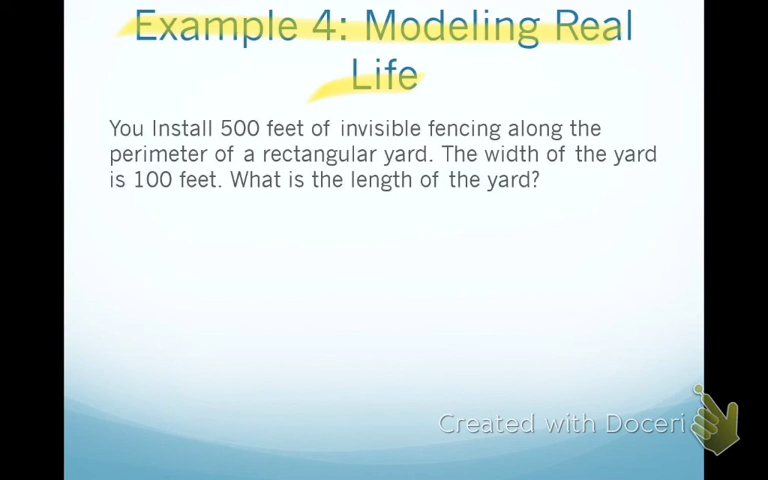 Example 4: Modeling Real
Life
You Install 500 feet of invisible fencing along the
perimeter of a rectangular yard. The width of the yard
is 100 feet. What is the length of the yard?
Created with Doceri